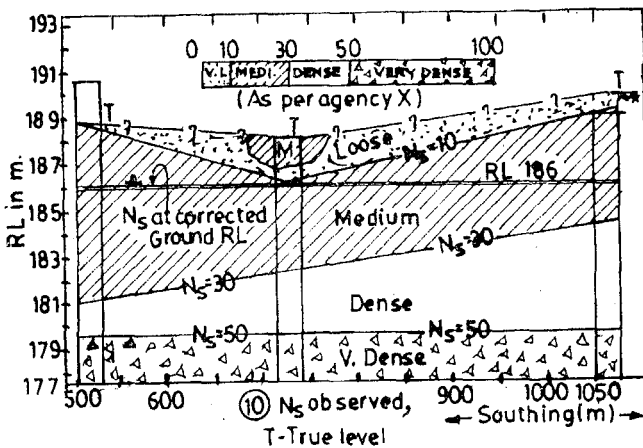 0 10 30 50 100
V.L MEDI. DENSE VERY DENSE
(As per agency X)
193
191
189
187
185
183
181
179
177
RL in m.
T
T
T
M
Loose
Ns=10
RL 186
Ns at corrected
Ground RL
Medium
Ns=30
Ns=30
Dense
Ns=50
Ns=50
V. Dense
500 600 900 1000 1050
10 Ns observed,
Southing(m)
T-True level